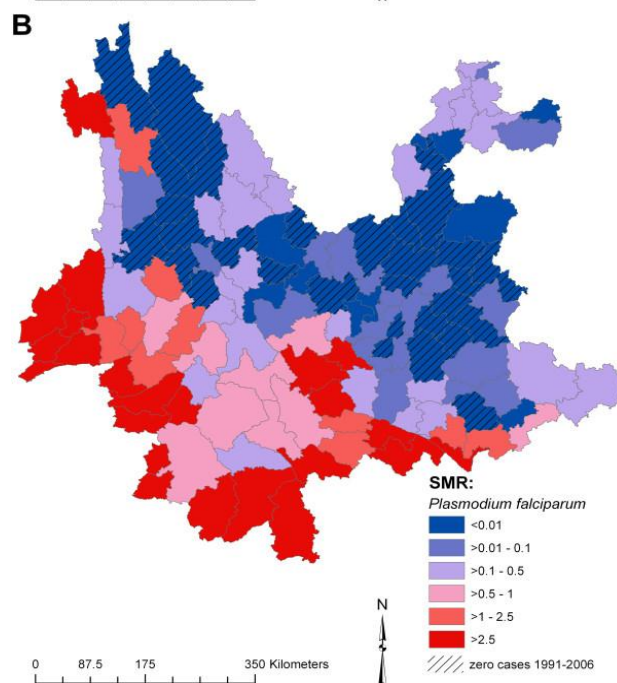 B
SMR:
Plasmodium falciparum
<0.01
>0.01 - 0.1
>0.1 - 0.5
>0.5 - 1
>1 - 2.5
>2.5
zero cases 1991-2006
N
0 87.5 175 350 Kilometers